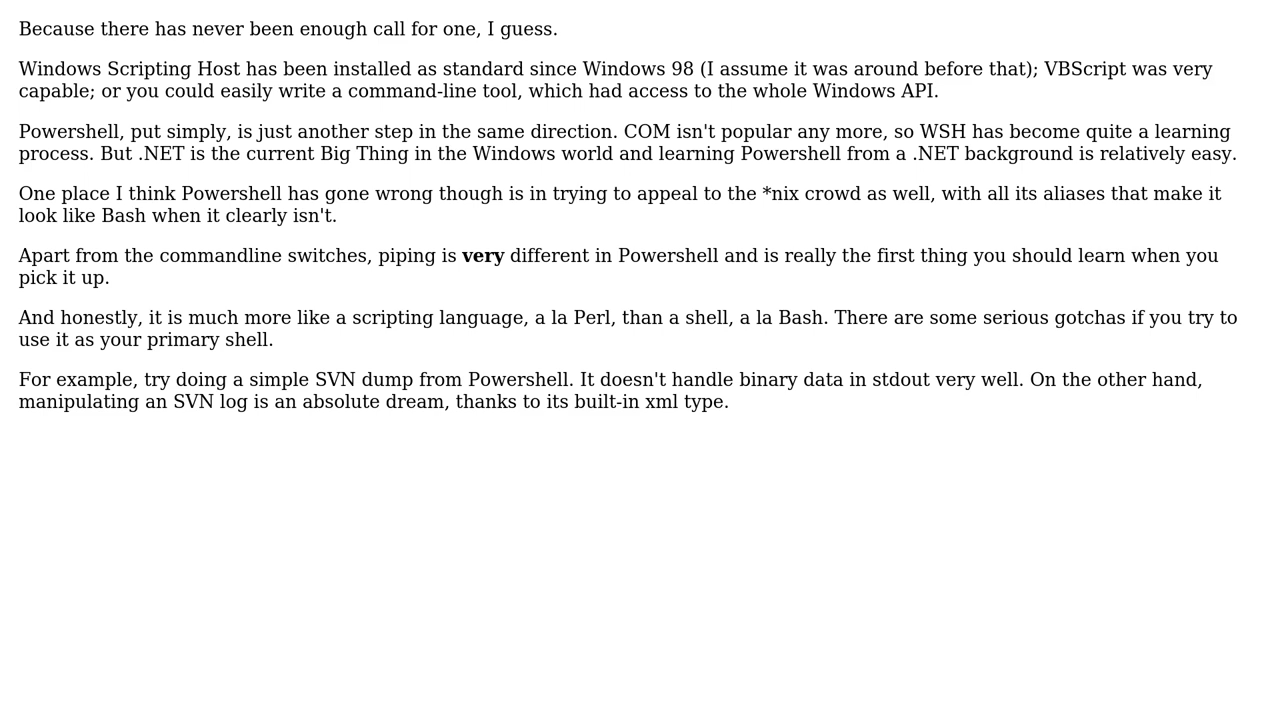 Because there has never been enough call for one, I guess.
Windows Scripting Host has been installed as standard since Windows 98 (I assume it was around before that); VBScript was very
capable; or you could easily write a command-line tool, which had access to the whole Windows API.
Powershell, put simply, is just another step in the same direction. COM isn't popular any more, so WSH has become quite a learning
process. But .NET is the current Big Thing in the Windows world and learning Powershell from a .NET background is relatively easy.
One place I think Powershell has gone wrong though is in trying to appeal to the *nix crowd as well, with all its aliases that make it
look like Bash when it clearly isn't.
Apart from the commandline switches, piping is very different in Powershell and is really the first thing you should learn when you
pick it up.
And honestly, it is much more like a scripting language, a la Perl, than a shell, a la Bash. There are some serious gotchas if you try to
use it as your primary shell.
For example, try doing a simple SVN dump from Powershell. It doesn't handle binary data in stdout very well. On the other hand,
manipulating an SVN log is an absolute dream, thanks to its built-in xml type.